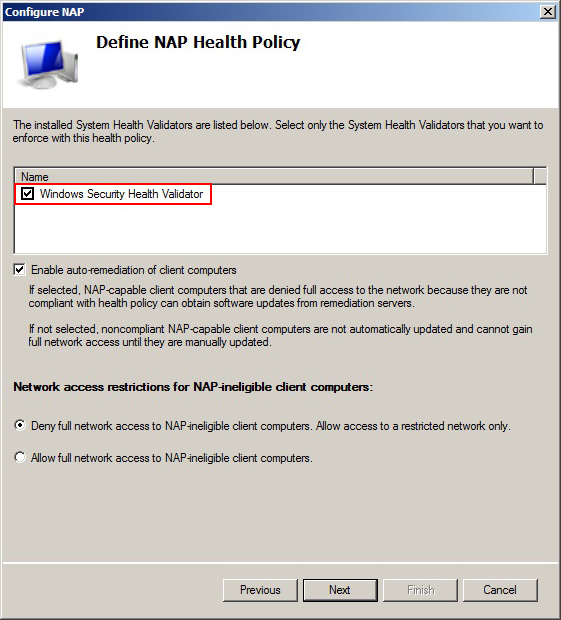 Configure NAP
Define NAP Health Policy
The installed System Health Validators are listed below. Select only the System Health Validators that you want to
enforce with this health policy.
Name
Windows Security Health Validator
Enable auto-remediation of client computers
If selected, NAP-capable client computers that are denied full access to the network because they are not
compliant with health policy can obtain software updates from remediation servers.
If not selected, noncompliant NAP-capable client computers are not automatically updated and cannot gain
full network access until they are manually updated.
Network access restrictions for NAP-ineligible client computers:
Deny full network access to NAP-ineligible client computers. Allow access to a restricted network only.
Allow full network access to NAP-ineligible client computers.
Previous
Next
Finish
Cancel